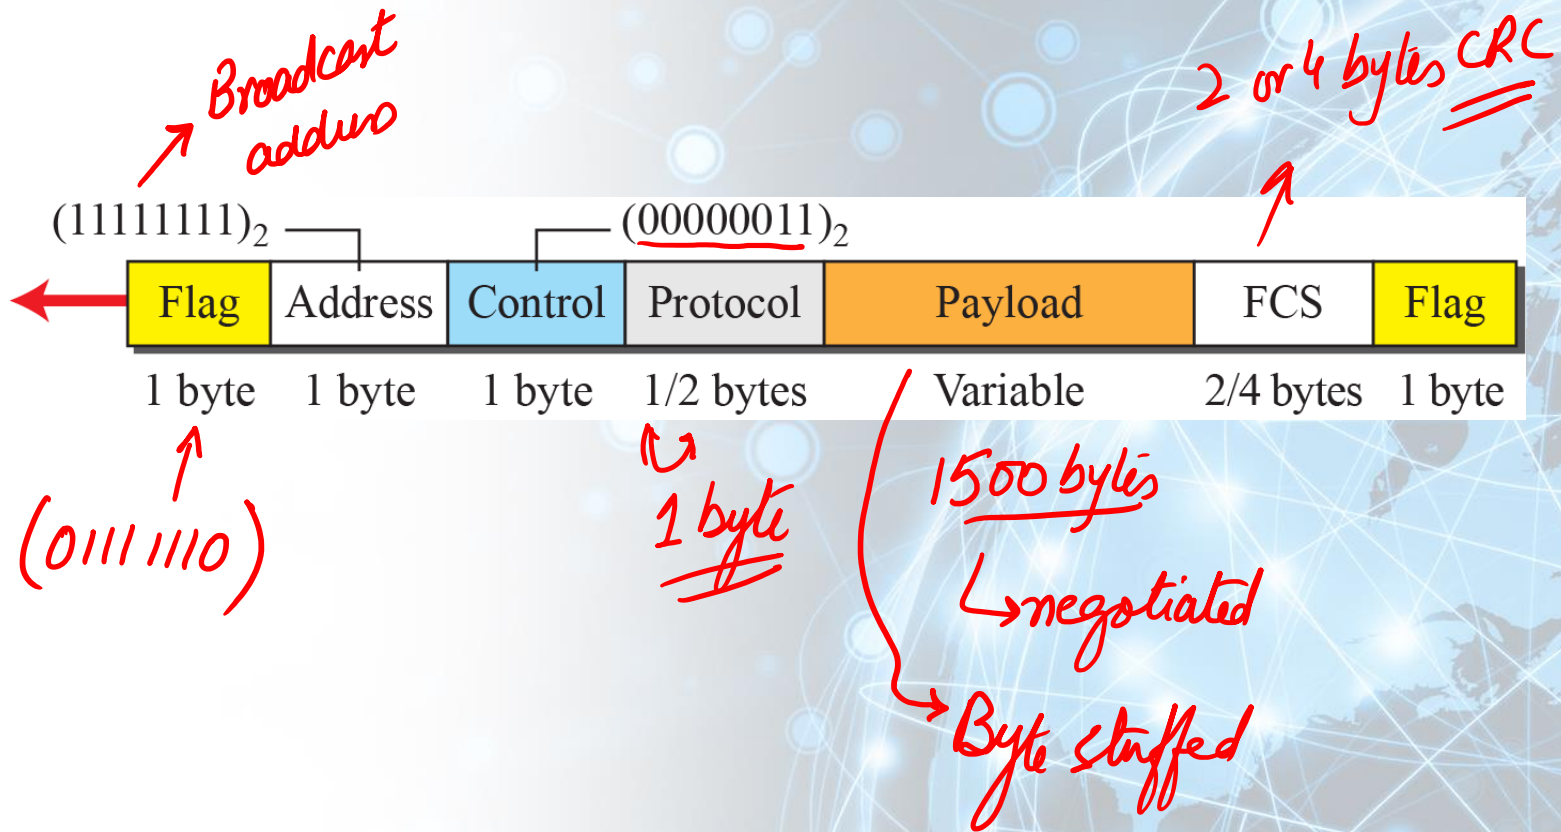 Broadcast
address
2 or 4 bytes CRC
(11111111)2
(00000011)2
Flag
Address
Control
Protocol
Payload
FCS
Flag
1 byte
1 byte
1 byte
1/2 bytes
Variable
2/4 bytes
1 byte
(01111110)
1 byte
1500 bytes
negotiated
Byte stuffed